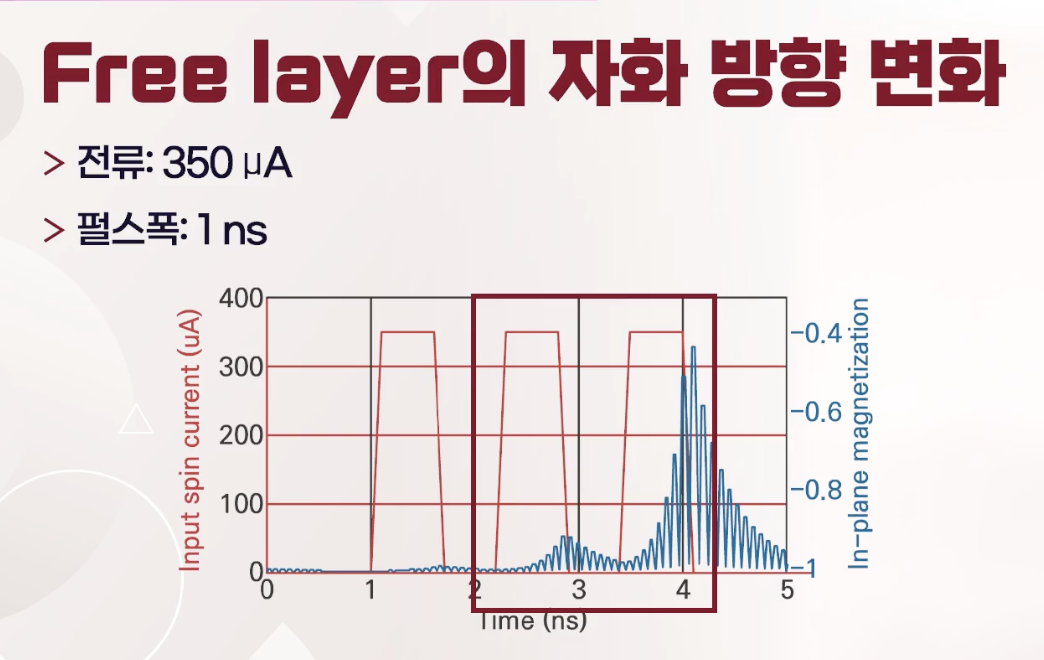 Free layer의 자화 방향 변화
> 전류: 350 μA
> 펄스폭: 1 ns
Input spin current (uA)
400
300
200
100
0
0 1 2 3 4 5
Time (ns)
−0.4
−0.6
−0.8
−1
In-plane magnetization